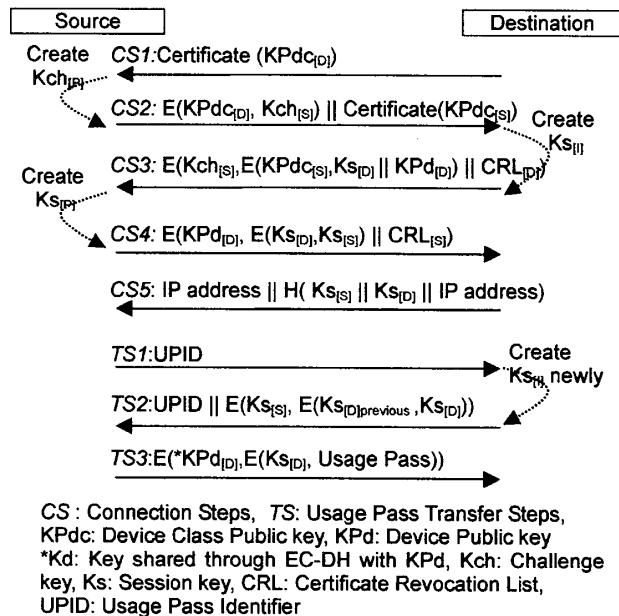 Source
Destination
Create
Kch[P]
CS1:Certificate (KPdc[D])
CS2: E(KPdc[D], Kch[S]) || Certificate(KPdc[S])
Create
Ks[I]
CS3: E(Kch[S],E(KPdc[S],Ks[D] || KPd[D]) || CRL[D])
Create
Ks[P]
CS4: E(KPd[D], E(Ks[D],Ks[S]) || CRL[S])
CS5: IP address || H( Ks[S] || Ks[D] || IP address)
TS1:UPID
Create
Ks[I] newly
TS2:UPID || E(Ks[S], E(Ks[D]previous ,Ks[D]))
TS3:E(*KPd[D],E(Ks[D], Usage Pass))
CS : Connection Steps, TS: Usage Pass Transfer Steps,
KPdc: Device Class Public key, KPd: Device Public key
*Kd: Key shared through EC-DH with KPd, Kch: Challenge
key, Ks: Session key, CRL: Certificate Revocation List,
UPID: Usage Pass Identifier